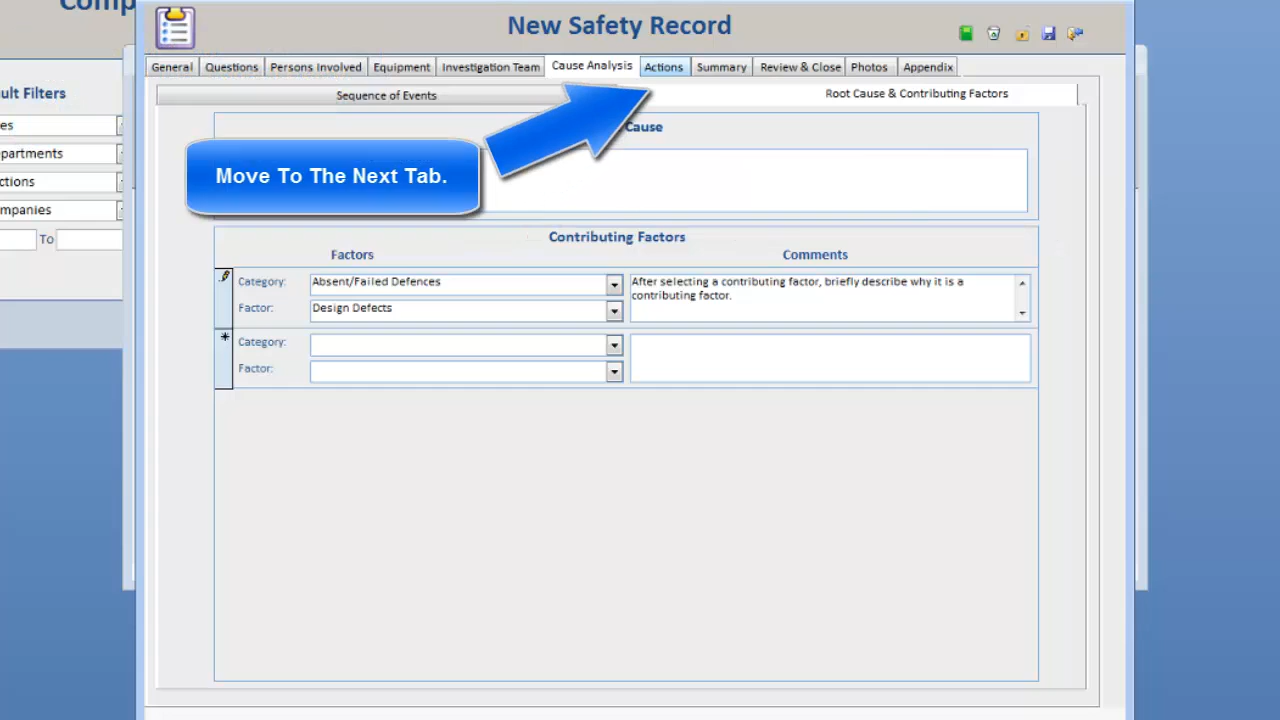 Comp
New Safety Record
General Questions Persons Involved Equipment Investigation Team Cause Analysis Actions Summary Review & Close Photos Appendix
ult Filters
Sequence of Events Root Cause & Contributing Factors
es
Cause
partments
Move To The Next Tab.
ctions
mpanies
To
Contributing Factors
Factors Comments
Category: Absent/Failed Defences
After selecting a contributing factor, briefly describe why it is a
contributing factor.
Factor: Design Defects
Category:
Factor: